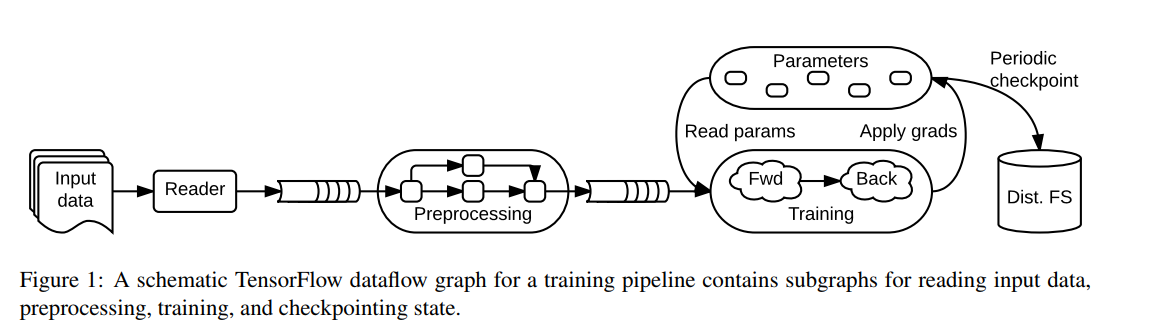 Parameters
Periodic
checkpoint
Read params
Apply grads
Input
data
Reader
Preprocessing
Fwd
Back
Training
Dist. FS
Figure 1: A schematic TensorFlow dataflow graph for a training pipeline contains subgraphs for reading input data,
preprocessing, training, and checkpointing state.